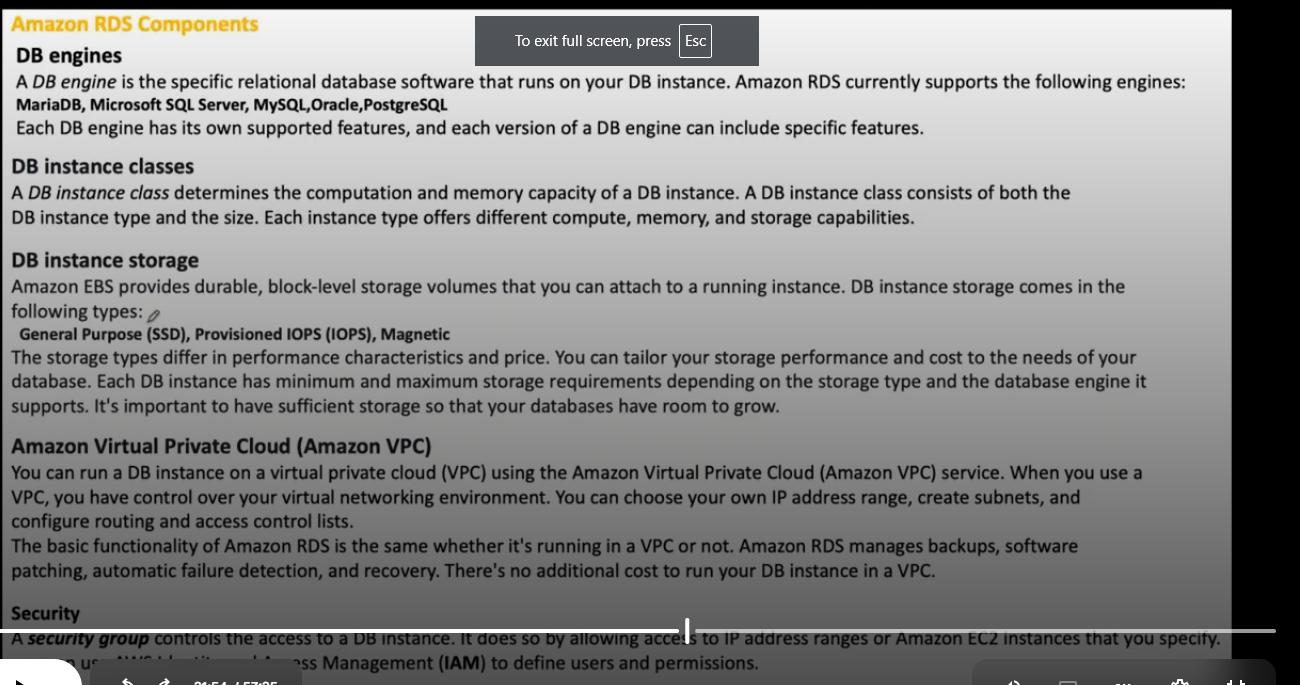 Amazon RDS Components
To exit full screen, press Esc
DB engines
A DB engine is the specific relational database software that runs on your DB instance. Amazon RDS currently supports the following engines:
MariaDB, Microsoft SQL Server, MySQL,Oracle,PostgreSQL
Each DB engine has its own supported features, and each version of a DB engine can include specific features.
DB instance classes
A DB instance class determines the computation and memory capacity of a DB instance. A DB instance class consists of both the
DB instance type and the size. Each instance type offers different compute, memory, and storage capabilities.
DB instance storage
Amazon EBS provides durable, block-level storage volumes that you can attach to a running instance. DB instance storage comes in the
following types:
General Purpose (SSD), Provisioned IOPS (IOPS), Magnetic
The storage types differ in performance characteristics and price. You can tailor your storage performance and cost to the needs of your
database. Each DB instance has minimum and maximum storage requirements depending on the storage type and the database engine it
supports. It's important to have sufficient storage so that your databases have room to grow.
Amazon Virtual Private Cloud (Amazon VPC)
You can run a DB instance on a virtual private cloud (VPC) using the Amazon Virtual Private Cloud (Amazon VPC) service. When you use a
VPC, you have control over your virtual networking environment. You can choose your own IP address range, create subnets, and
configure routing and access control lists.
The basic functionality of Amazon RDS is the same whether it's running in a VPC or not. Amazon RDS manages backups, software
patching, automatic failure detection, and recovery. There's no additional cost to run your DB instance in a VPC.
Security
A security group controls the access to a DB instance. It does so by allowing access to IP address ranges or Amazon EC2 instances that you specify.
Management (IAM) to define users and permissions.